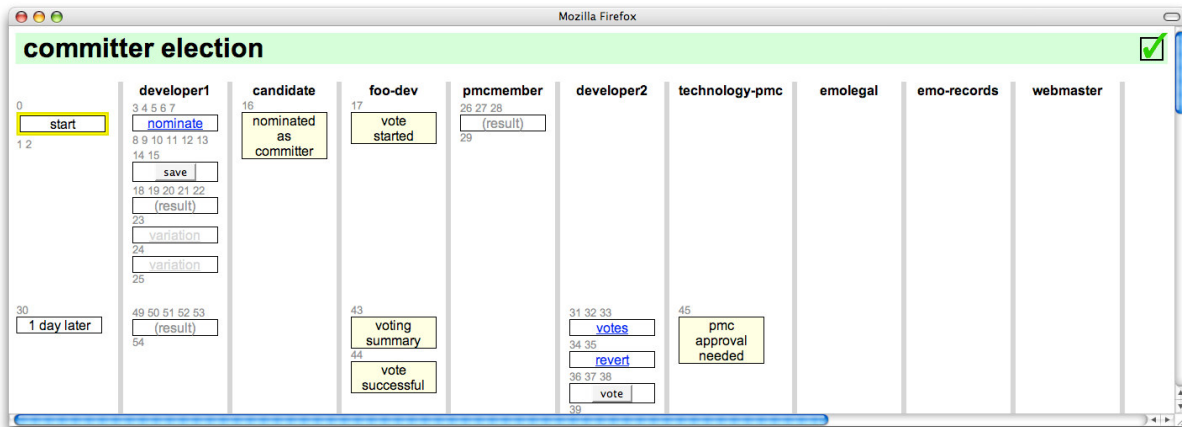 Mozilla Firefox
committer election
developer1 candidate foo-dev pmcmember developer2 technology-pmc emolegal emo-records webmaster
0
start
1 2
3 4 5 6 7
nominate
8 9 10 11 12 13
14 15
save
18 19 20 21 22
(result)
23
variation
24
variation
25
16
nominated
as
committer
17
vote
started
26 27 28
(result)
29
30
1 day later
49 50 51 52 53
(result)
54
43
voting
summary
44
vote
successful
31 32 33
votes
34 35
revert
36 37 38
vote
39
45
pmc
approval
needed